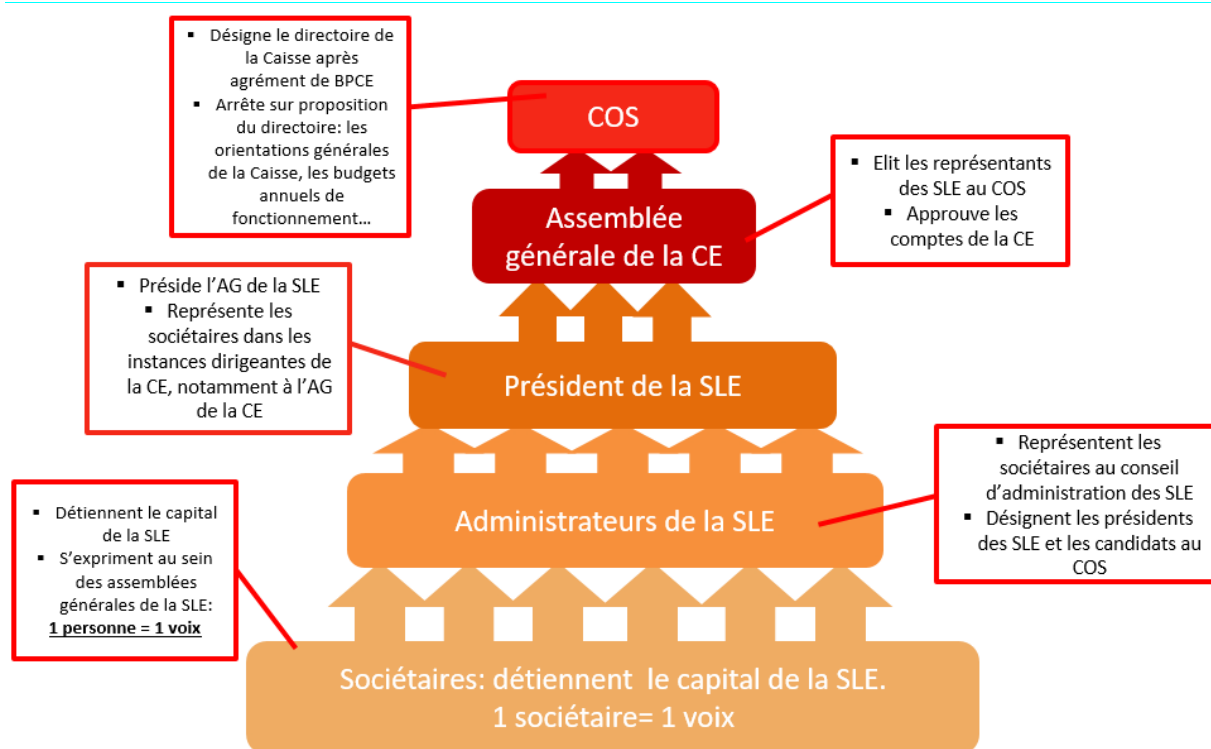 ▪ Désigne le directoire de
la Caisse après
agrément de BPCE
▪ Arrête sur proposition
du directoire: les
orientations générales
de la Caisse, les budgets
annuels de
fonctionnement…
COS
▪ Elit les représentants
des SLE au COS
▪ Approuve les
comptes de la CE
Assemblée
générale de la CE
▪ Préside l’AG de la SLE
▪ Représente les
sociétaires dans les
instances dirigeantes de
la CE, notamment à l’AG
de la CE
Président de la SLE
▪ Représentent les
sociétaires au conseil
d’administration des SLE
▪ Désignent les présidents
des SLE et les candidats au
COS
Administrateurs de la SLE
▪ Détiennent le capital
de la SLE
▪ S’expriment au sein
des assemblées
générales de la SLE:
1 personne = 1 voix
Sociétaires: détiennent le capital de la SLE.
1 sociétaire= 1 voix